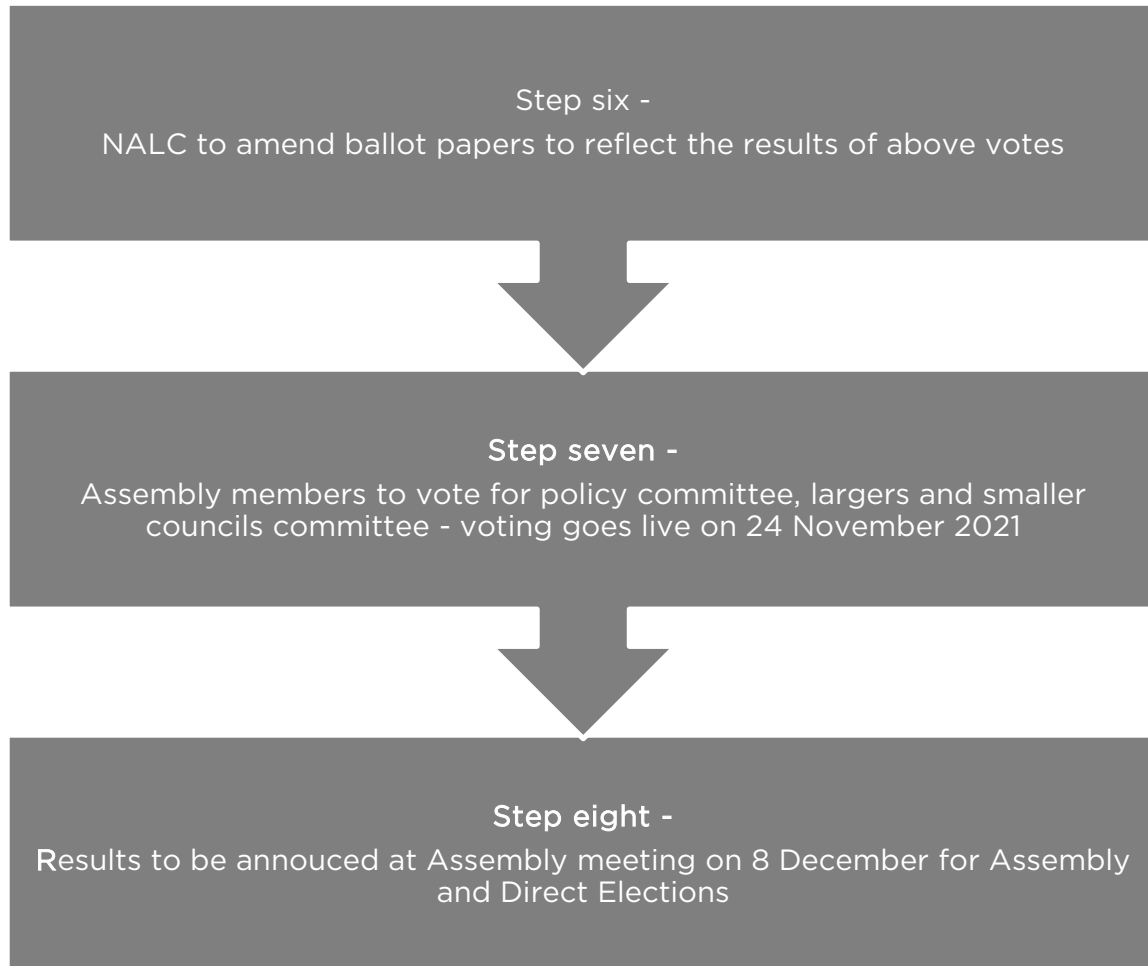 Step six -
NALC to amend ballot papers to reflect the results of above votes
Step seven -
Assembly members to vote for policy committee, largers and smaller
councils committee - voting goes live on 24 November 2021
Step eight -
Results to be annouced at Assembly meeting on 8 December for Assembly
and Direct Elections